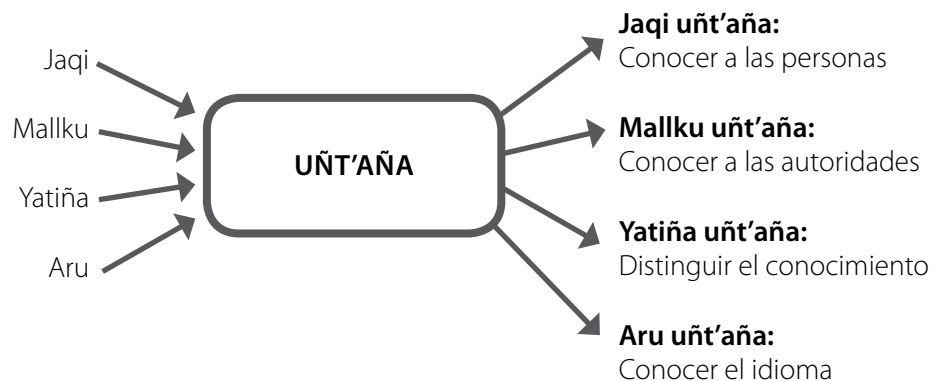 Jaqi
Mallku
Yatiña
Aru
UÑT’AÑA
Jaqi uñt’aña:
Conocer a las personas
Mallku uñt’aña:
Conocer a las autoridades
Yatiña uñt’aña:
Distinguir el conocimiento
Aru uñt’aña:
Conocer el idioma